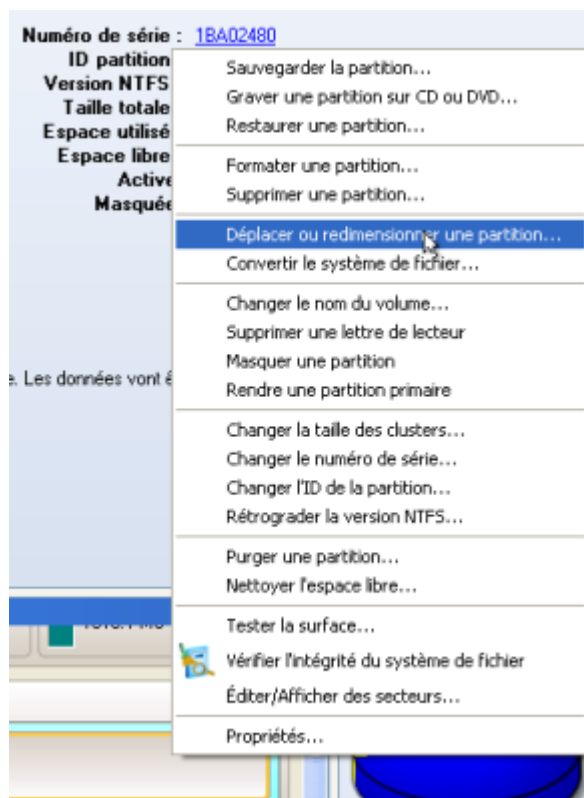 Numéro de série : 1BA02480
ID partition
Version NTFS
Taille totale
Espace utilisé
Espace libre
Active
Masquée
e. Les données vont ê
Sauvegarder la partition...
Graver une partition sur CD ou DVD...
Restaurer une partition...
Formater une partition...
Supprimer une partition...
Déplacer ou redimensionner une partition...
Convertir le système de fichier...
Changer le nom du volume...
Supprimer une lettre de lecteur
Masquer une partition
Rendre une partition primaire
Changer la taille des clusters...
Changer le numéro de série...
Changer l'ID de la partition...
Rétrograder la version NTFS...
Purger une partition...
Nettoyer l'espace libre...
Tester la surface...
Vérifier l'intégrité du système de fichier
Éditer/Afficher des secteurs...
Propriétés...